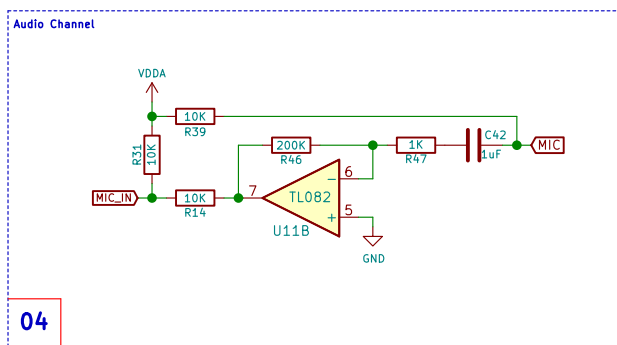 Audio Channel
VDDA
10K
R39
R31
10K
200K
R46
1K
R47
C42
1uF
MIC
MIC_IN
10K
R14
7
6
−
TL082
5
+
U11B
GND
04